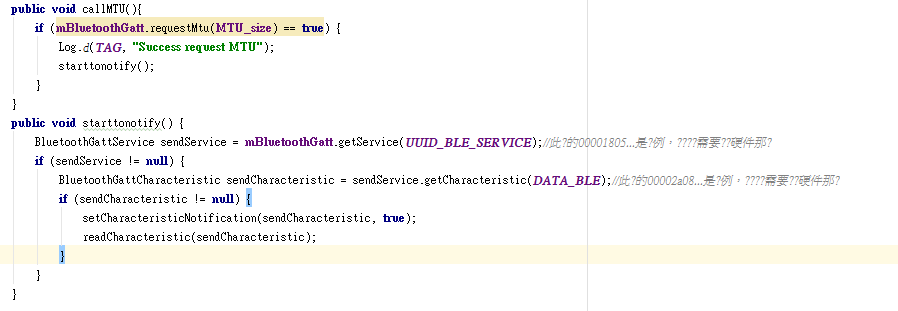 public void callMTU(){
if (mBluetoothGatt.requestMtu(MTU_size) == true) {
Log.d(TAG, "Success request MTU");
starttonotify();
}
}
public void starttonotify() {
BluetoothGattService sendService = mBluetoothGatt.getService(UUID_BLE_SERVICE);//此?的00001805...是?例，????需要??硬件那?
if (sendService != null) {
BluetoothGattCharacteristic sendCharacteristic = sendService.getCharacteristic(DATA_BLE);//此?的00002a08...是?例，????需要??硬件那?
if (sendCharacteristic != null) {
setCharacteristicNotification(sendCharacteristic, true);
readCharacteristic(sendCharacteristic);
}
}
}